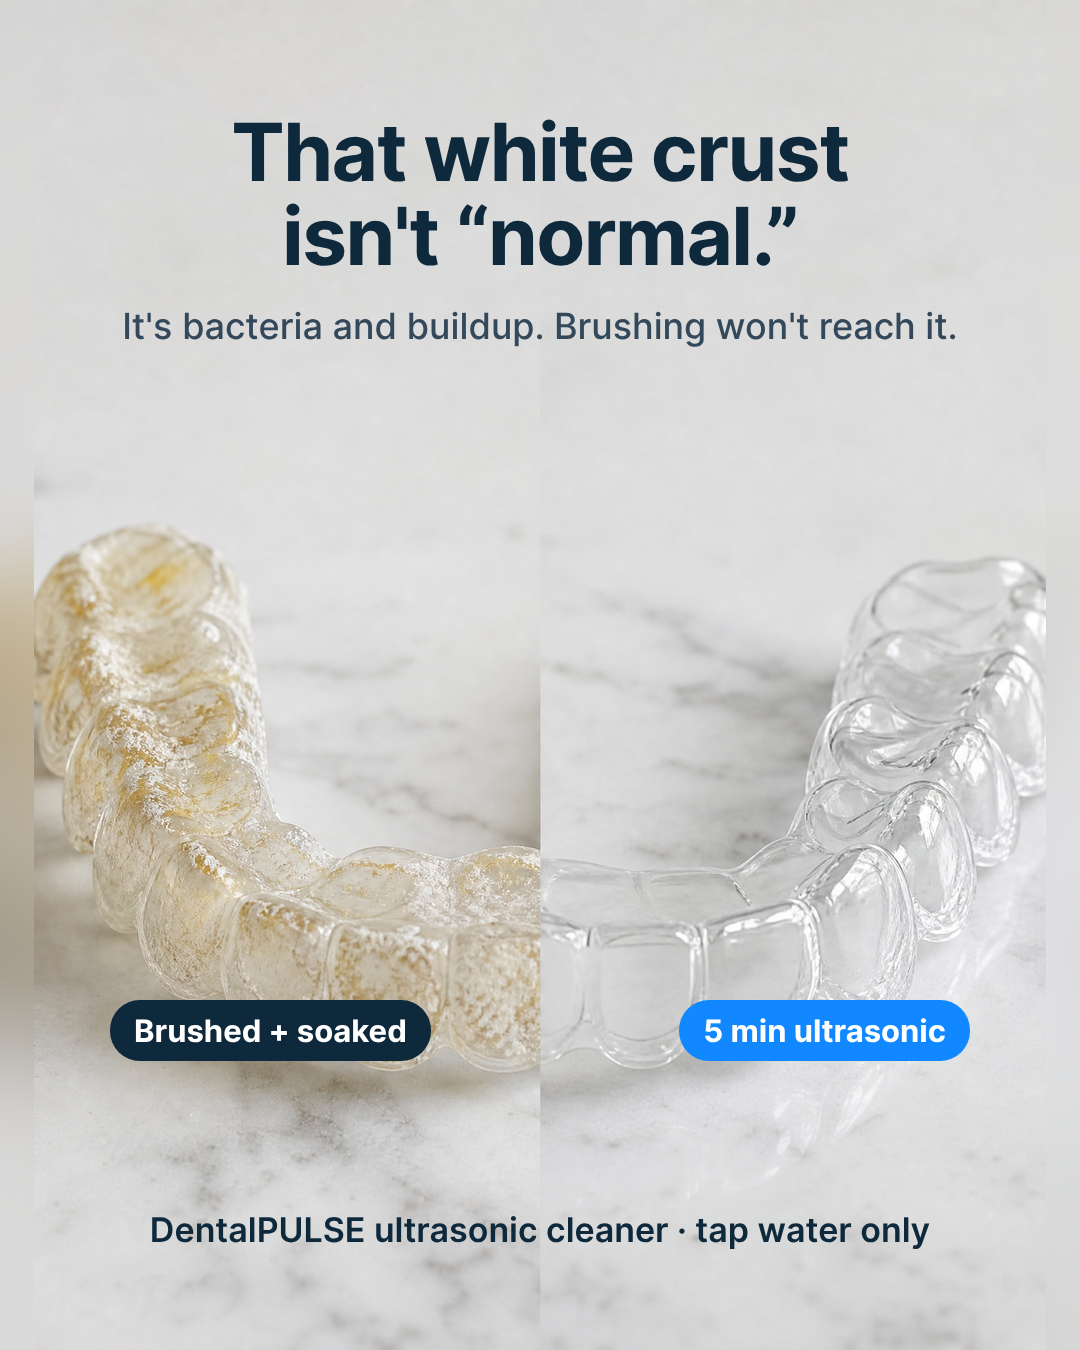 That white crust
isn't “normal.”
It's bacteria and buildup. Brushing won't reach it.
Brushed + soaked
5 min ultrasonic
DentalPULSE ultrasonic cleaner · tap water only